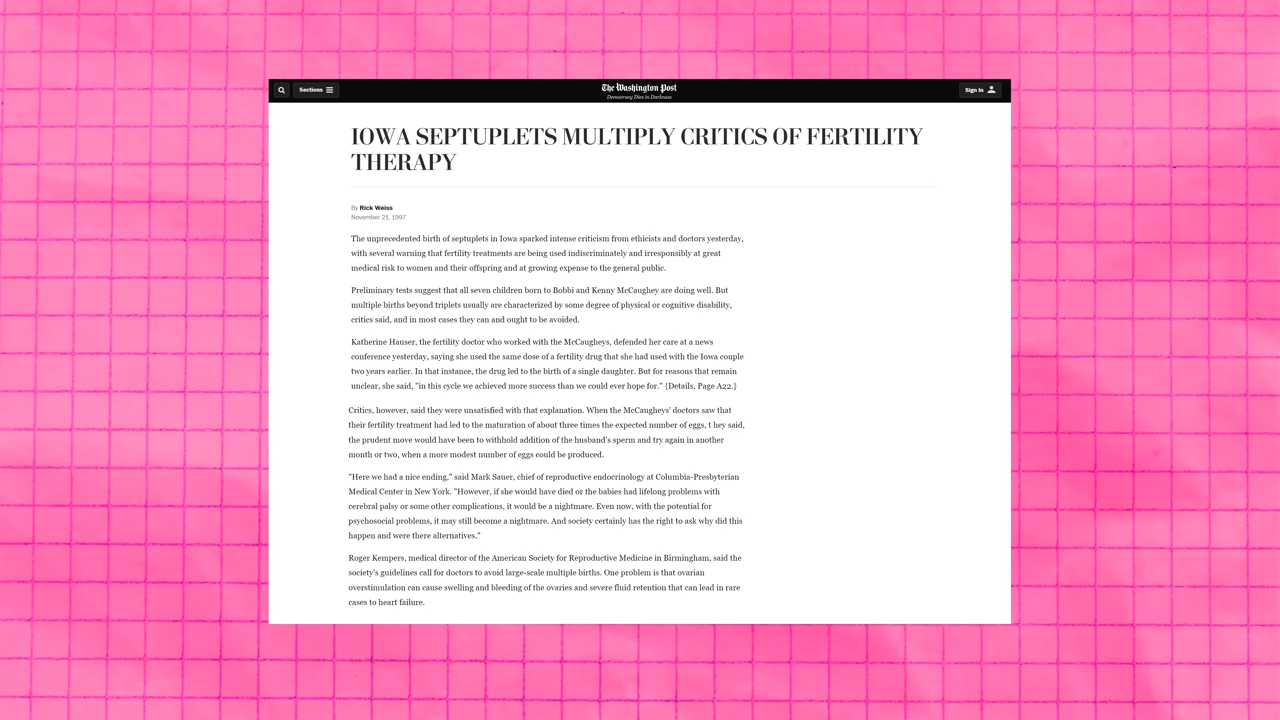 Sections
The Washington Post
Democracy Dies in Darkness
Sign in
IOWA SEPTUPLETS MULTIPLY CRITICS OF FERTILITY
THERAPY
By Rick Weiss
November 21, 1997
The unprecedented birth of septuplets in Iowa sparked intense criticism from ethicists and doctors yesterday,
with several warning that fertility treatments are being used indiscriminately and irresponsibly at great
medical risk to women and their offspring and at growing expense to the general public.
Preliminary tests suggest that all seven children born to Bobbi and Kenny McCaughey are doing well. But
multiple births beyond triplets usually are characterized by some degree of physical or cognitive disability,
critics said, and in most cases they can and ought to be avoided.
Katherine Hauser, the fertility doctor who worked with the McCaugheys, defended her care at a news
conference yesterday, saying she used the same dose of a fertility drug that she had used with the Iowa couple
two years earlier. In that instance, the drug led to the birth of a single daughter. But for reasons that remain
unclear, she said, "in this cycle we achieved more success than we could ever hope for." {Details, Page A22.}
Critics, however, said they were unsatisfied with that explanation. When the McCaugheys' doctors saw that
their fertility treatment had led to the maturation of about three times the expected number of eggs, t hey said,
the prudent move would have been to withhold addition of the husband's sperm and try again in another
month or two, when a more modest number of eggs could be produced.
"Here we had a nice ending," said Mark Sauer, chief of reproductive endocrinology at Columbia-Presbyterian
Medical Center in New York. "However, if she would have died or the babies had lifelong problems with
cerebral palsy or some other complications, it would be a nightmare. Even now, with the potential for
psychosocial problems, it may still become a nightmare. And society certainly has the right to ask why did this
happen and were there alternatives."
Roger Kempers, medical director of the American Society for Reproductive Medicine in Birmingham, said the
society's guidelines call for doctors to avoid large-scale multiple births. One problem is that ovarian
overstimulation can cause swelling and bleeding of the ovaries and severe fluid retention that can lead in rare
cases to heart failure.